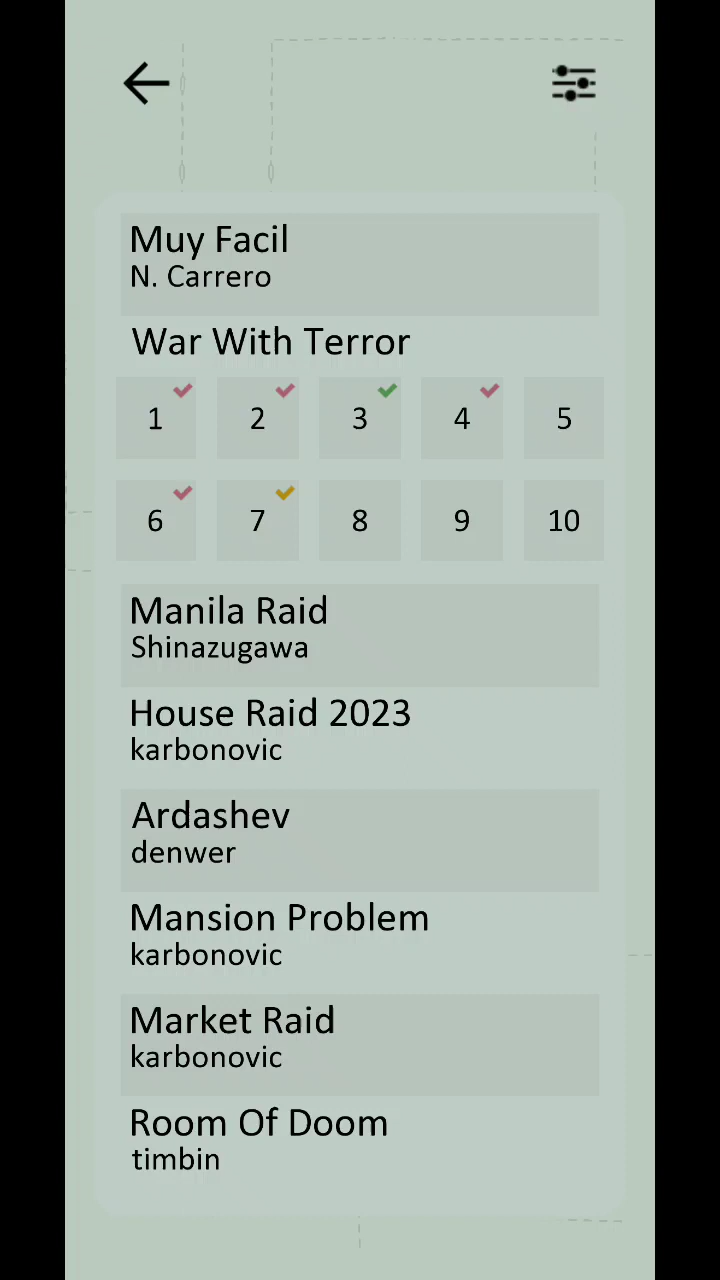 Muy Facil
N. Carrero
War With Terror
1 2 3 4 5
6 7 8 9 10
Manila Raid
Shinazugawa
House Raid 2023
karbonovic
Ardashev
denwer
Mansion Problem
karbonovic
Market Raid
karbonovic
Room Of Doom
timbin